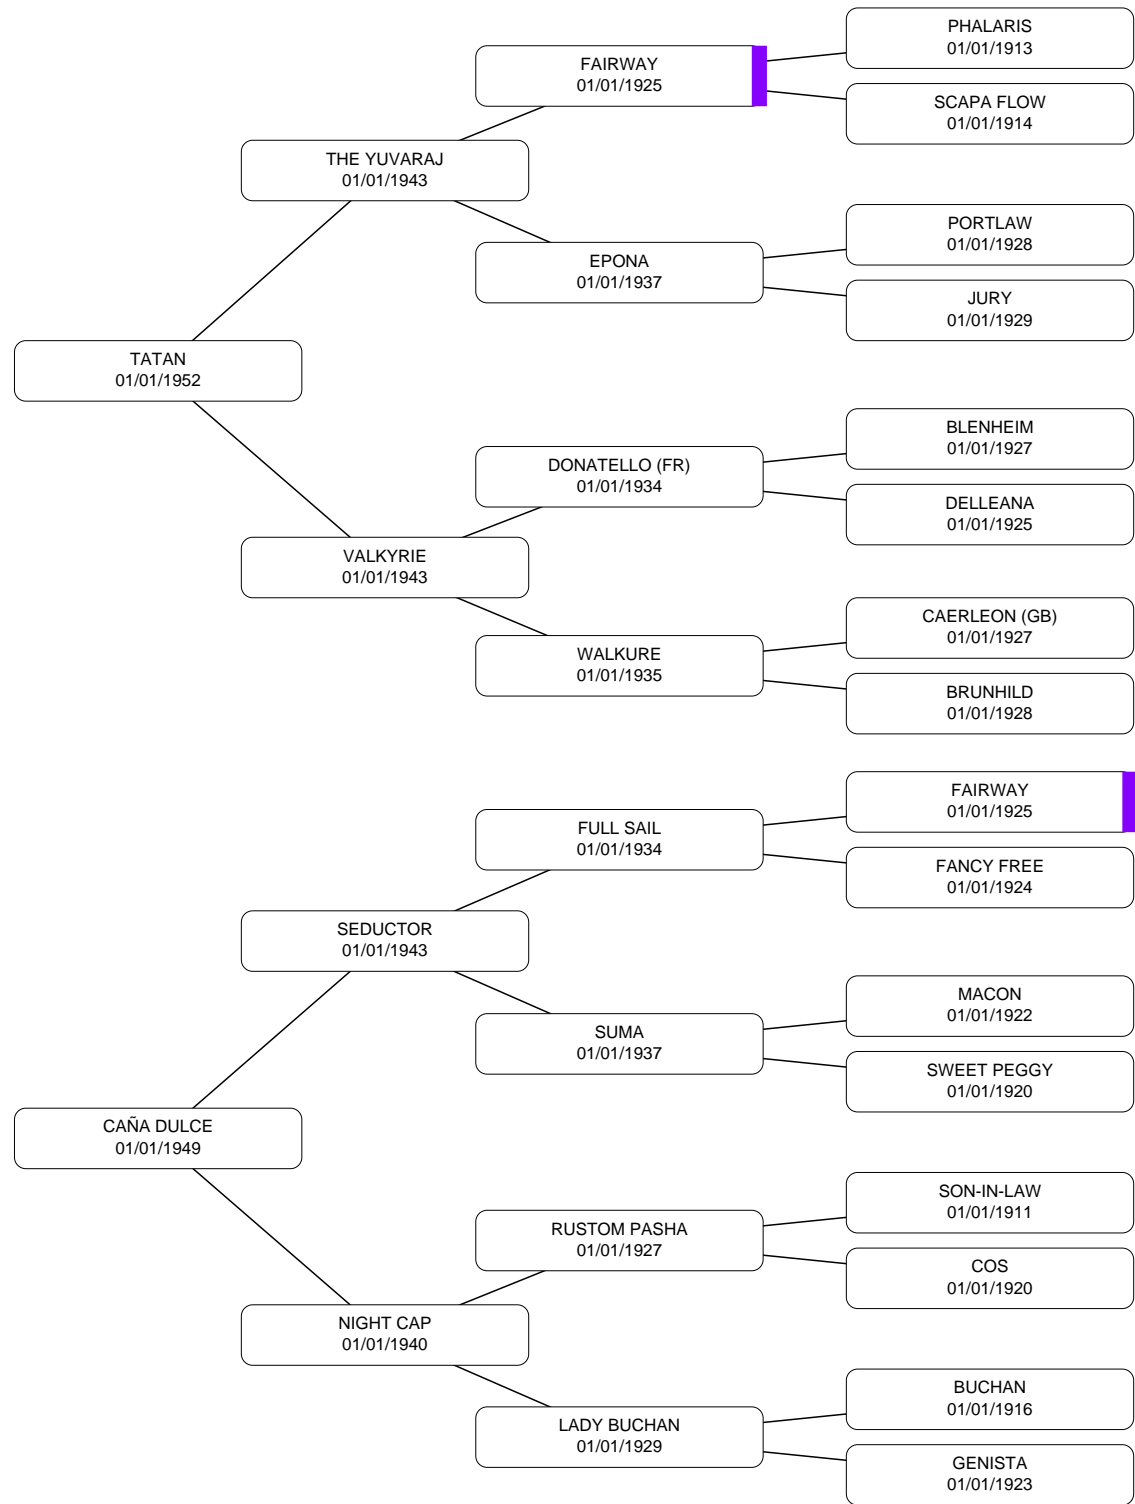 PHALARIS
01/01/1913
FAIRWAY
01/01/1925
SCAPA FLOW
01/01/1914
THE YUVARAJ
01/01/1943
PORTLAW
01/01/1928
EPONA
01/01/1937
JURY
01/01/1929
TATAN
01/01/1952
BLENHEIM
01/01/1927
DONATELLO (FR)
01/01/1934
DELLEANA
01/01/1925
VALKYRIE
01/01/1943
CAERLEON (GB)
01/01/1927
WALKURE
01/01/1935
BRUNHILD
01/01/1928
FAIRWAY
01/01/1925
FULL SAIL
01/01/1934
FANCY FREE
01/01/1924
SEDUCTOR
01/01/1943
MACON
01/01/1922
SUMA
01/01/1937
SWEET PEGGY
01/01/1920
CAÑA DULCE
01/01/1949
SON-IN-LAW
01/01/1911
RUSTOM PASHA
01/01/1927
COS
01/01/1920
NIGHT CAP
01/01/1940
BUCHAN
01/01/1916
LADY BUCHAN
01/01/1929
GENISTA
01/01/1923